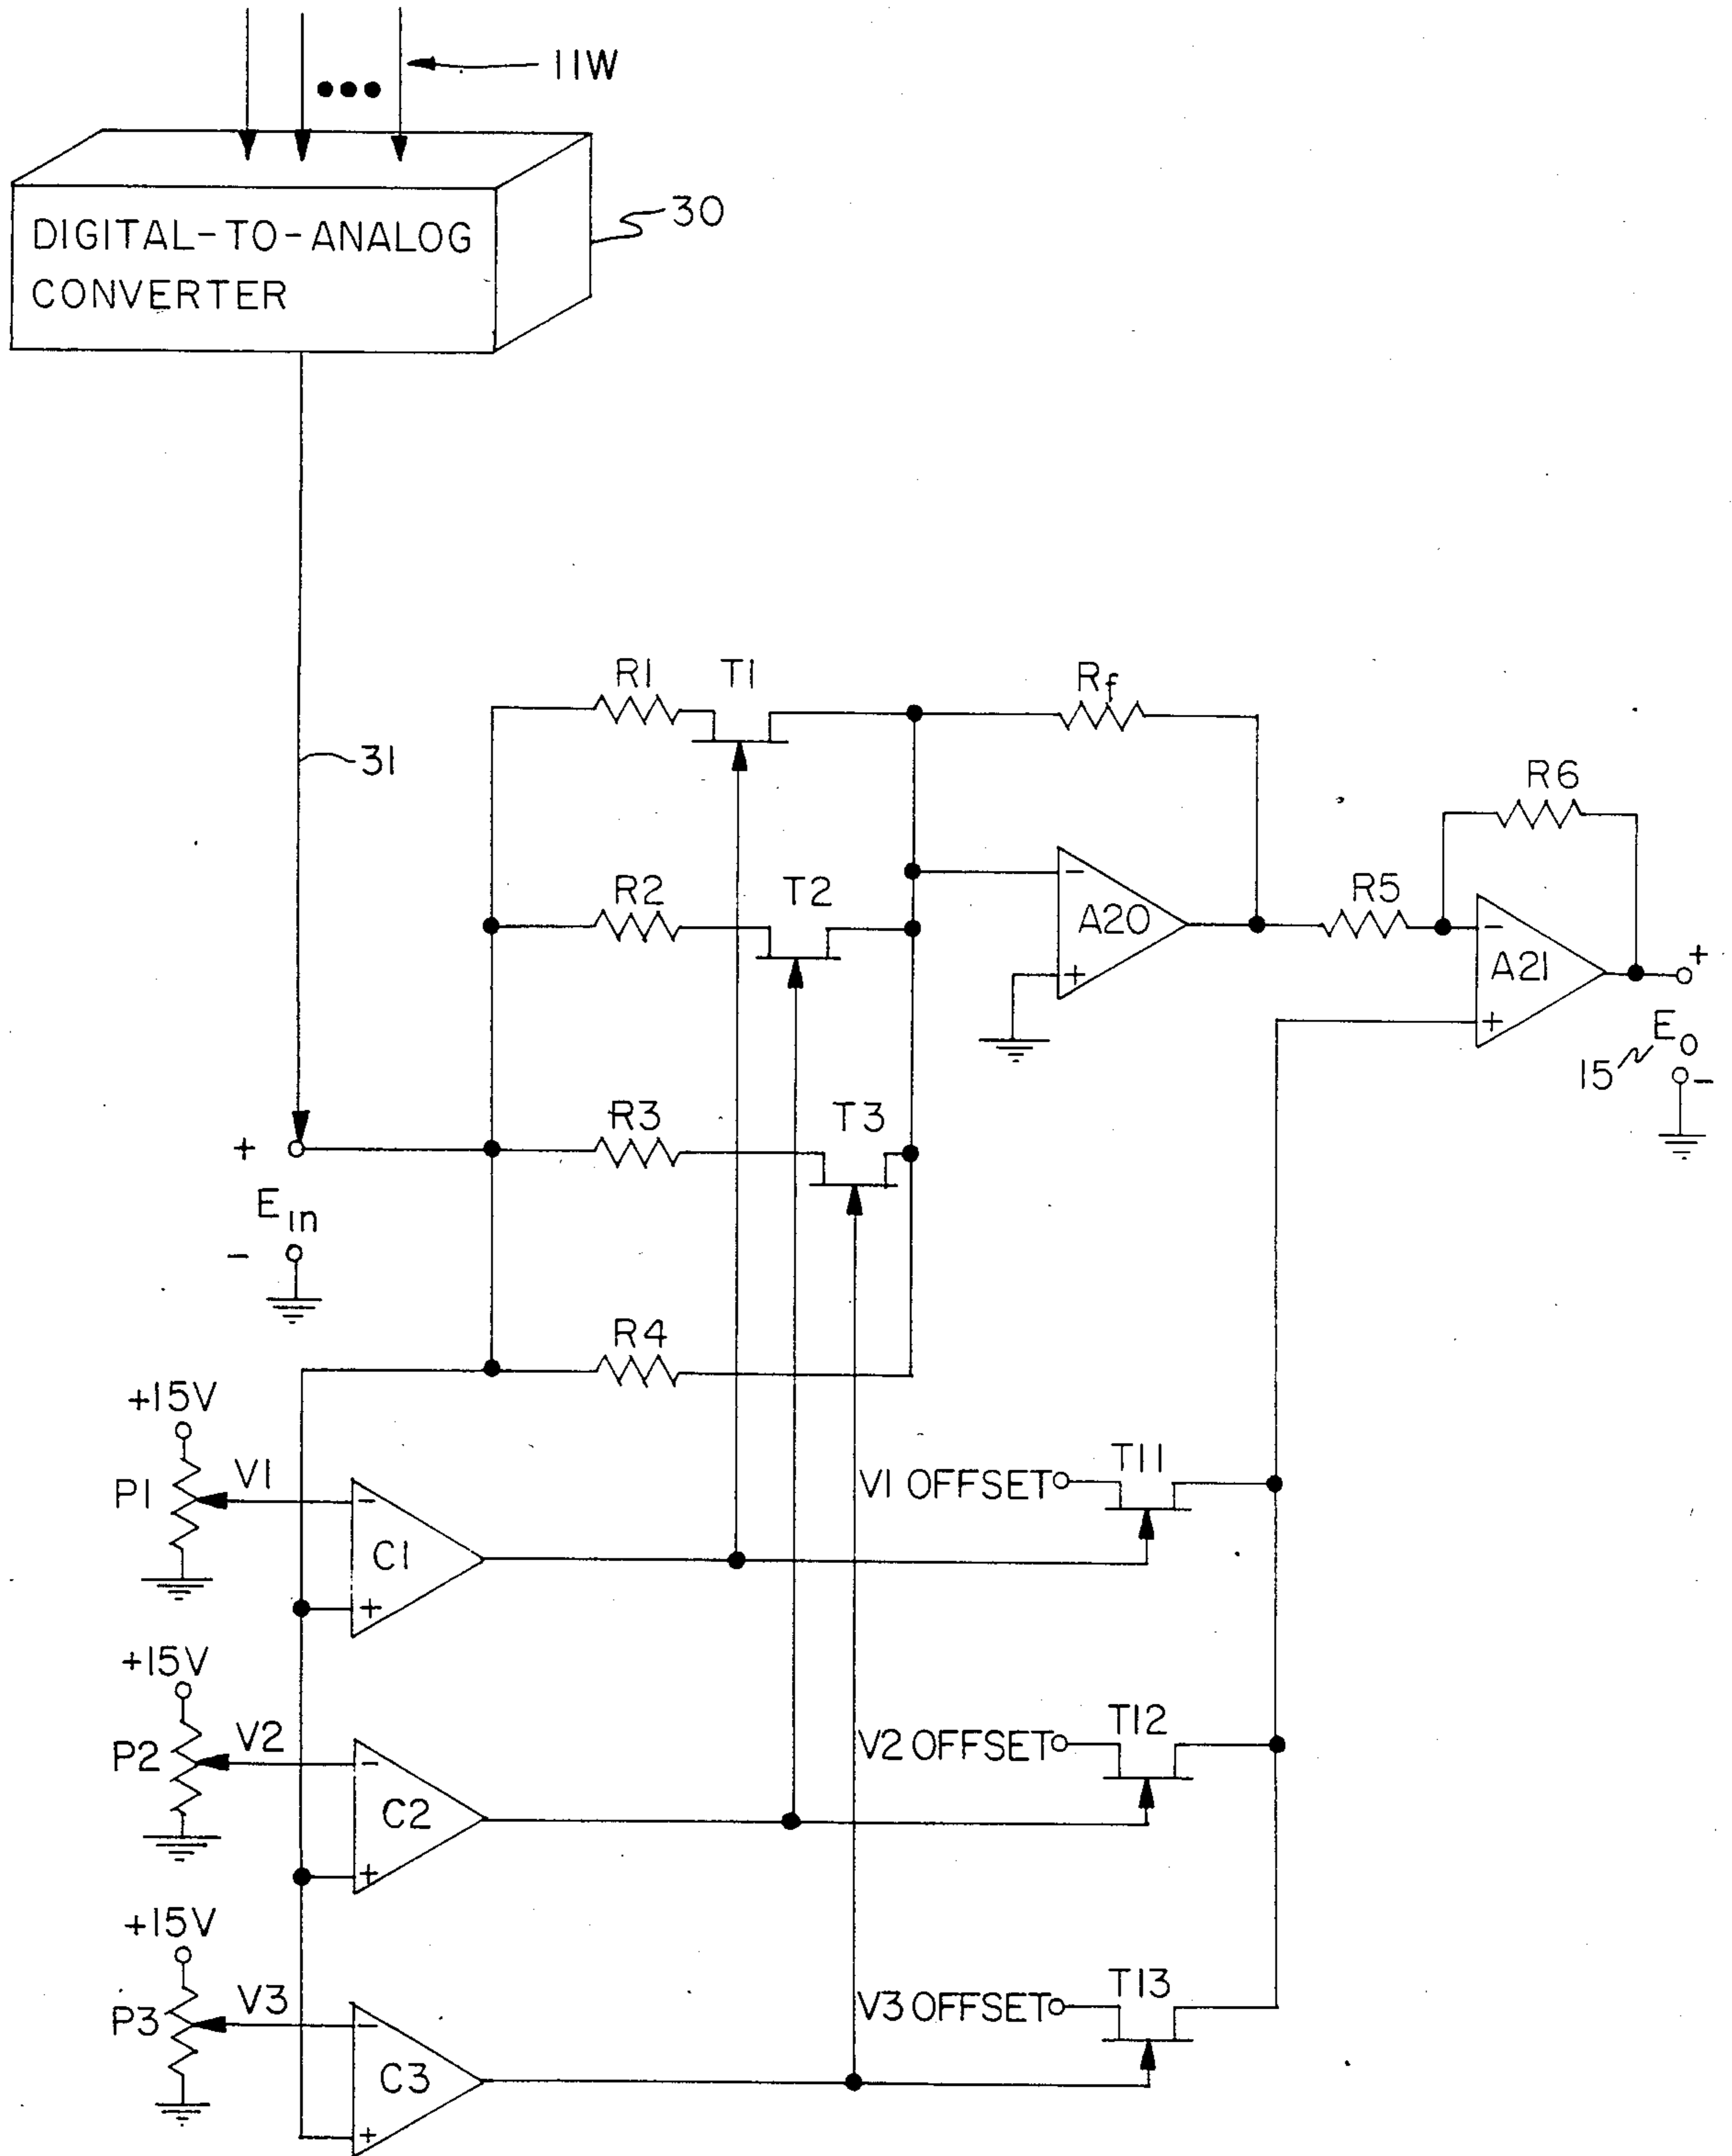 11W
30
DIGITAL-TO-ANALOG
CONVERTER
31
R1
T1
Rf
R6
R2
T2
A20
R5
A21
-
+
-
+
+
Eo
15
-
R3
T3
+
Ein
-
R4
+15V
P1
V1
-
C1
+
V1 OFFSET
T11
+15V
P2
V2
-
C2
+
V2 OFFSET
T12
+15V
P3
V3
-
C3
+
V3 OFFSET
T13